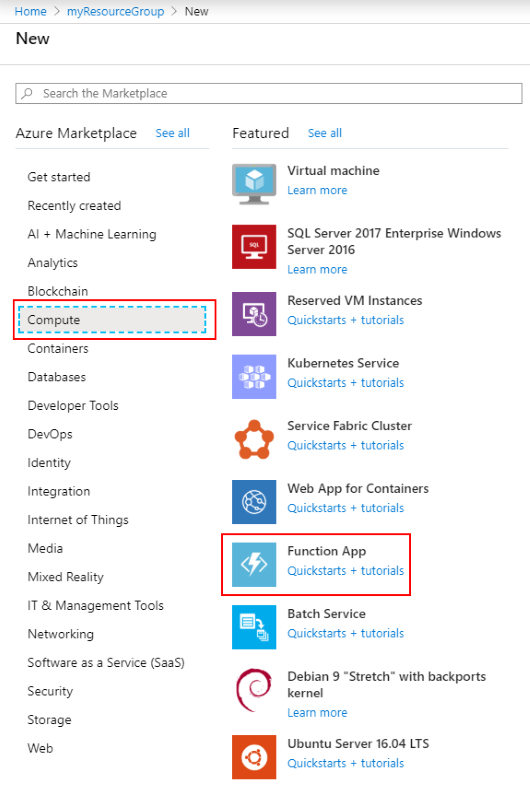 Home > myResourceGroup > New
New
Search the Marketplace
Azure Marketplace See all
Get started
Recently created
AI + Machine Learning
Analytics
Blockchain
Compute
Containers
Databases
Developer Tools
DevOps
Identity
Integration
Internet of Things
Media
Mixed Reality
IT & Management Tools
Networking
Software as a Service (SaaS)
Security
Storage
Web
Featured See all
Virtual machine
Learn more
SQL
SQL Server 2017 Enterprise Windows
Server 2016
Learn more
Reserved VM Instances
Quickstarts + tutorials
Kubernetes Service
Quickstarts + tutorials
Service Fabric Cluster
Quickstarts + tutorials
Web App for Containers
Quickstarts + tutorials
Function App
Quickstarts + tutorials
Batch Service
Quickstarts + tutorials
Debian 9 "Stretch" with backports
kernel
Learn more
Ubuntu Server 16.04 LTS
Quickstarts + tutorials